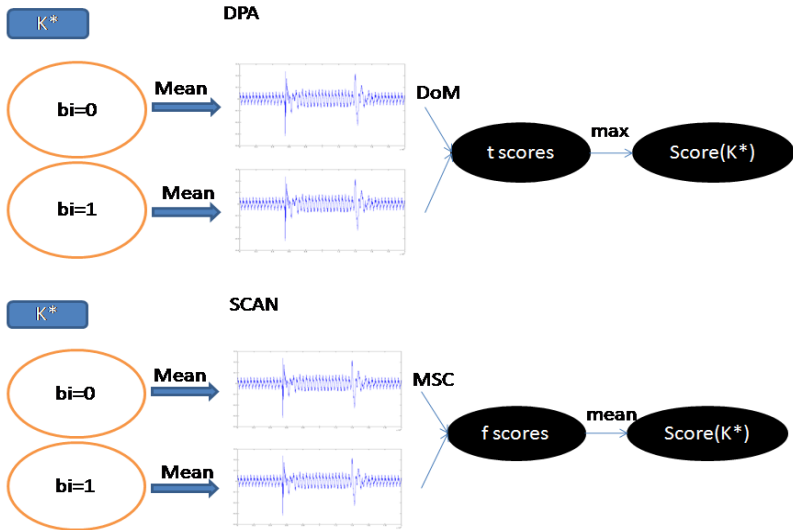 K*
DPA
bi=0
Mean
DoM
t scores
max
Score(K*)
bi=1
Mean
K*
SCAN
bi=0
Mean
MSC
f scores
mean
Score(K*)
bi=1
Mean